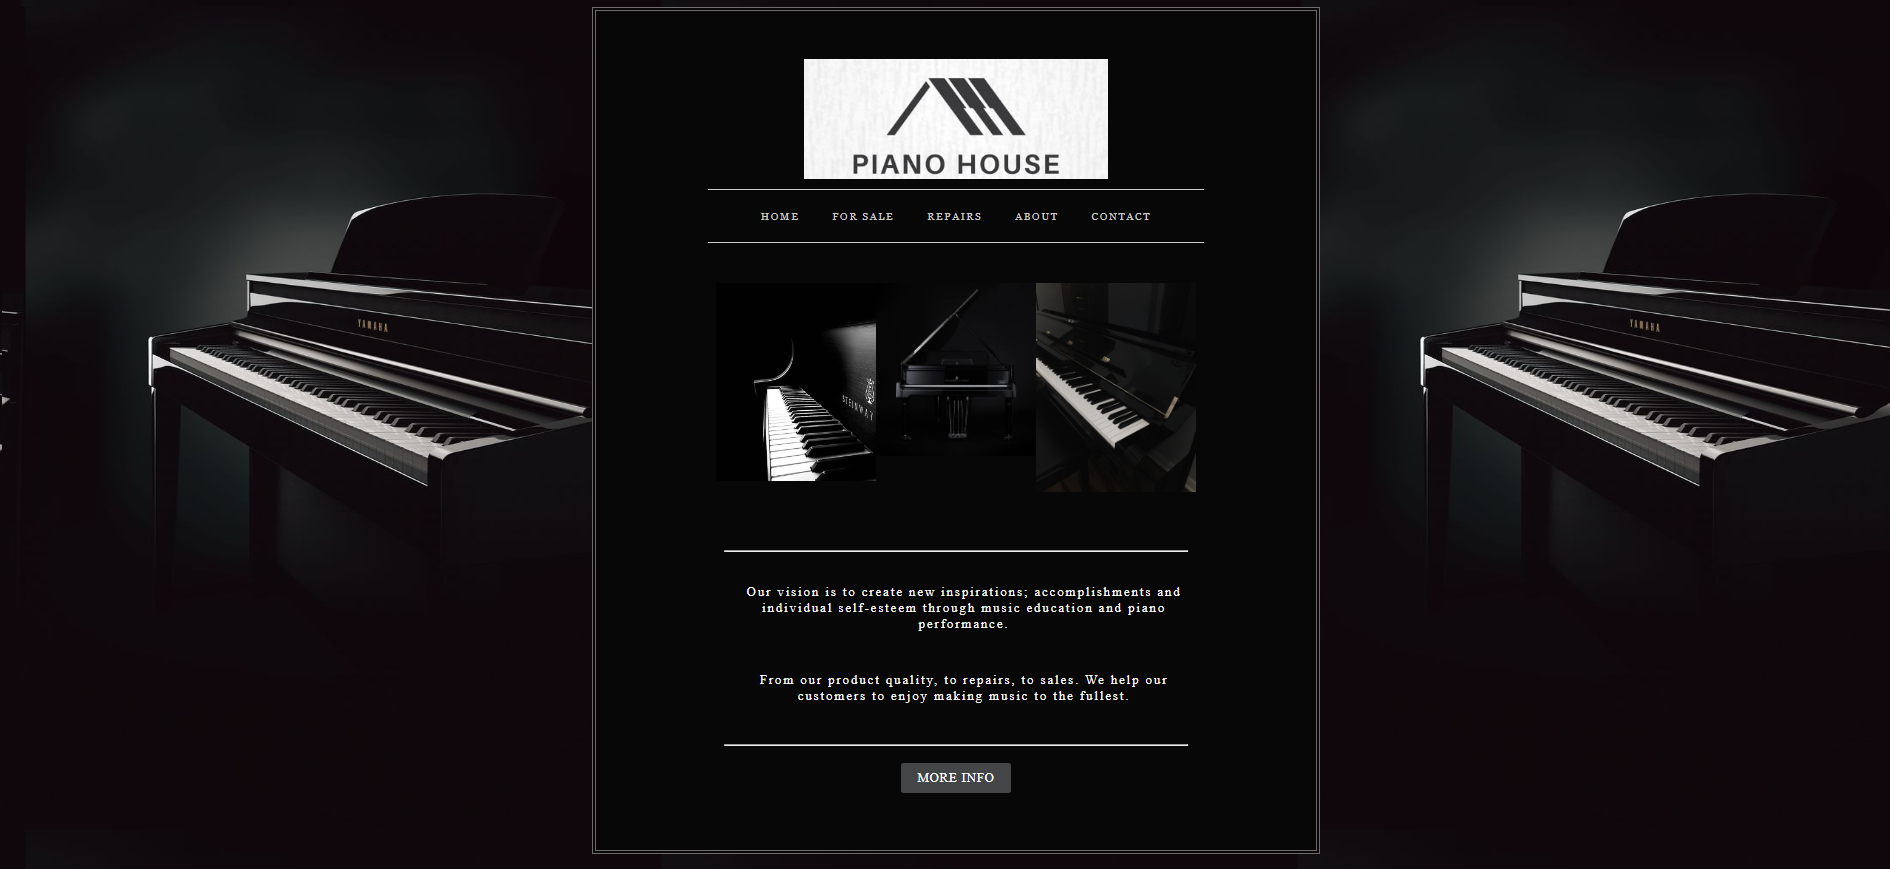 PIANO HOUSE
HOME FOR SALE REPAIRS ABOUT CONTACT
YAMAHA
YAMAHA
STEINWAY
Our vision is to create new inspirations; accomplishments and
individual self-esteem through music education and piano
performance.
From our product quality, to repairs, to sales. We help our
customers to enjoy making music to the fullest.
MORE INFO